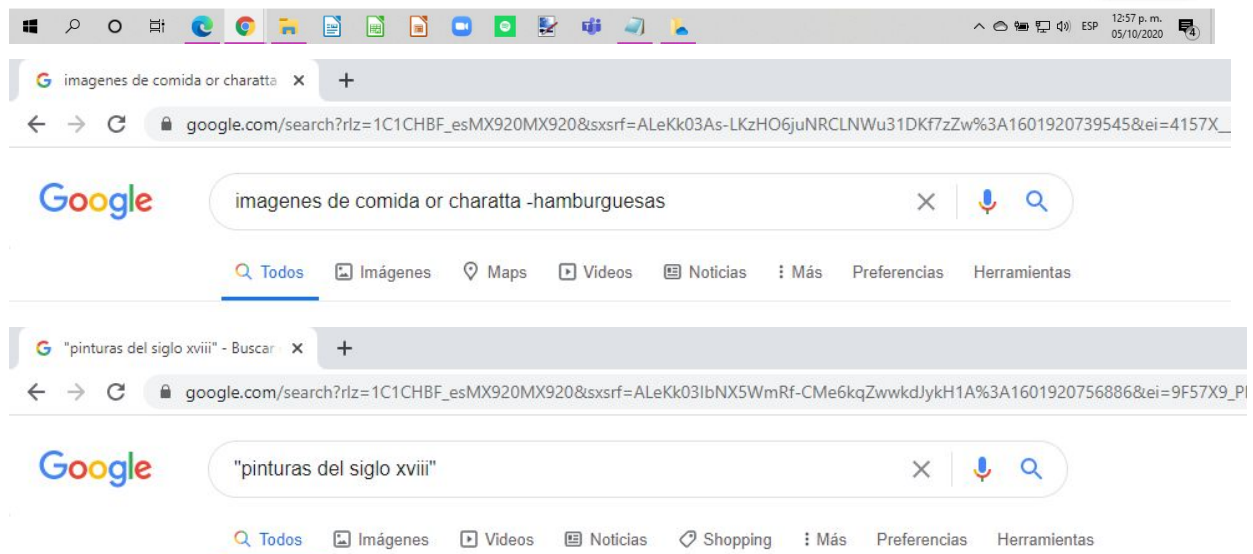 ESP 12:57 p. m.
05/10/2020
4
imagenes de comida or charatta
google.com/search?rlz=1C1CHBF_esMX920MX920&sxsrf=ALeKk03As-LKzHO6juNRCLNWu31DKf7zZw%3A1601920739545&ei=4157X__
Google imagenes de comida or charatta -hamburguesas
Todos Imágenes Maps Videos Noticias Más Preferencias Herramientas
"pinturas del siglo xviii" - Buscar
google.com/search?rlz=1C1CHBF_esMX920MX920&sxsrf=ALeKk03IbNX5WmRf-CMe6kqZwwkdJykH1A%3A1601920756886&ei=9F57X9_P
Google "pinturas del siglo xviii"
Todos Imágenes Videos Noticias Shopping Más Preferencias Herramientas